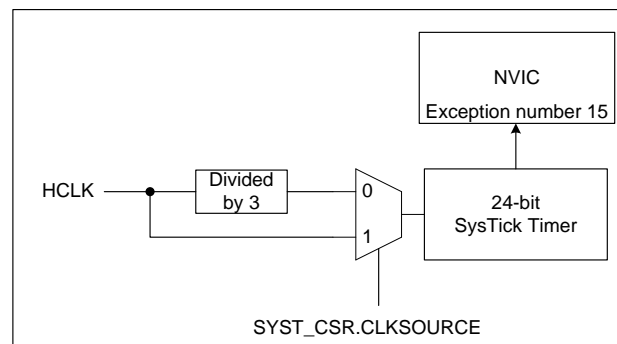 NVIC
Exception number 15
HCLK
Divided
by 3
0
1
24-bit
SysTick Timer
SYST_CSR.CLKSOURCE